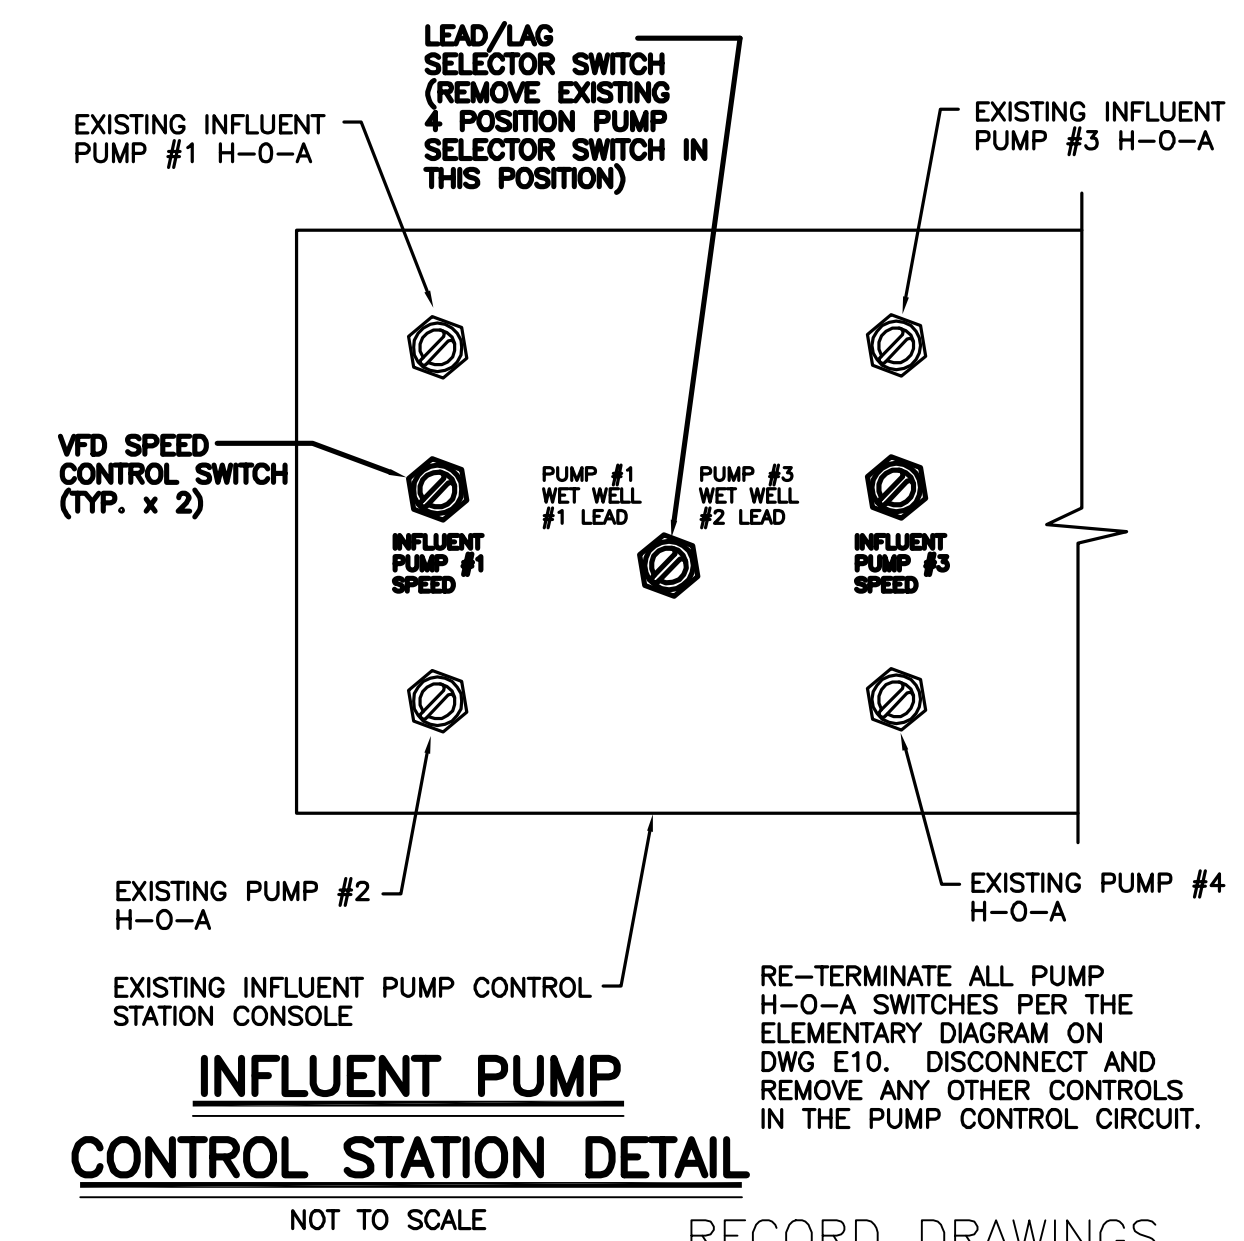 LEAD/LAG
SELECTOR SWITCH
(REMOVE EXISTING
4 POSITION PUMP
SELECTOR SWITCH IN
THIS POSITION)
EXISTING INFLUENT
PUMP #1 H-O-A
EXISTING INFLUENT
PUMP #3 H-O-A
VFD SPEED
CONTROL SWITCH
(TYP. x 2)
PUMP #1
WET WELL
#1 LEAD
PUMP #3
WET WELL
#2 LEAD
INFLUENT
PUMP #1
SPEED
INFLUENT
PUMP #3
SPEED
EXISTING PUMP #2
H-O-A
EXISTING PUMP #4
H-O-A
EXISTING INFLUENT PUMP CONTROL
STATION CONSOLE
RE-TERMINATE ALL PUMP
H-O-A SWITCHES PER THE
ELEMENTARY DIAGRAM ON
DWG E10. DISCONNECT AND
REMOVE ANY OTHER CONTROLS
IN THE PUMP CONTROL CIRCUIT.
INFLUENT PUMP
CONTROL STATION DETAIL
NOT TO SCALE
RECORD DRAWINGS